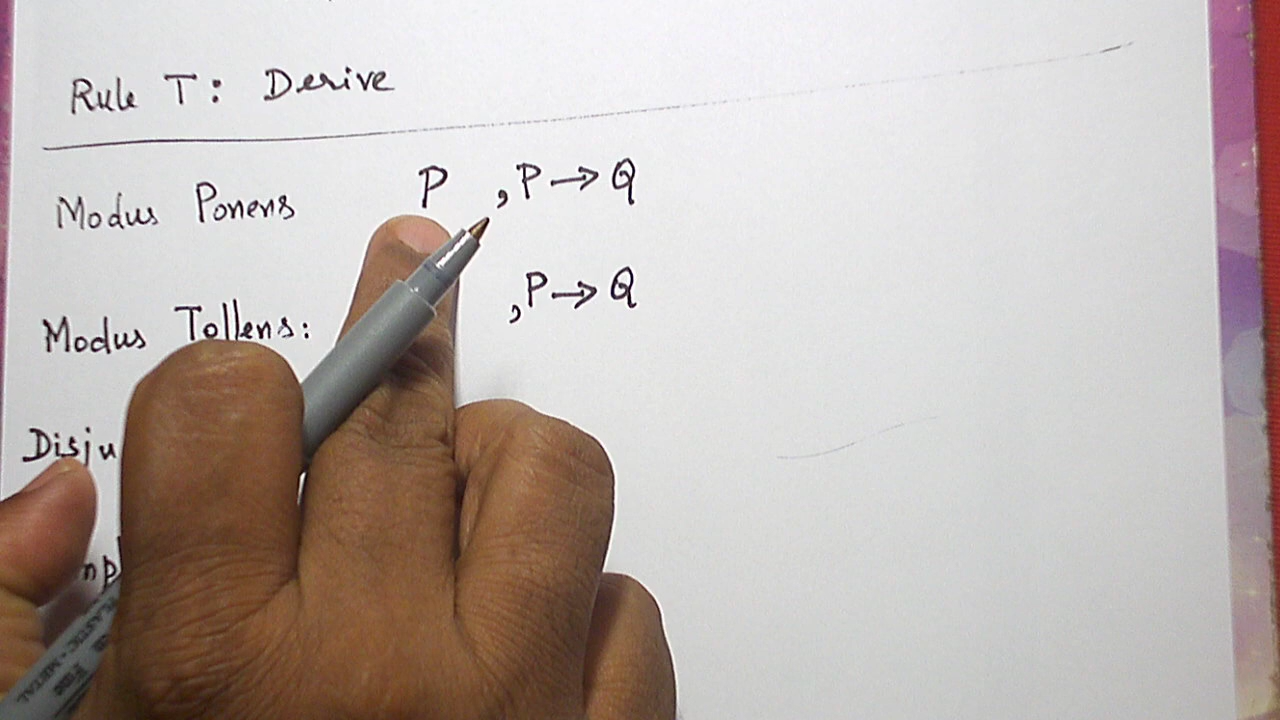 Rule T: Derive
Modus Ponens P , P → Q
Modus Tollens: , P → Q